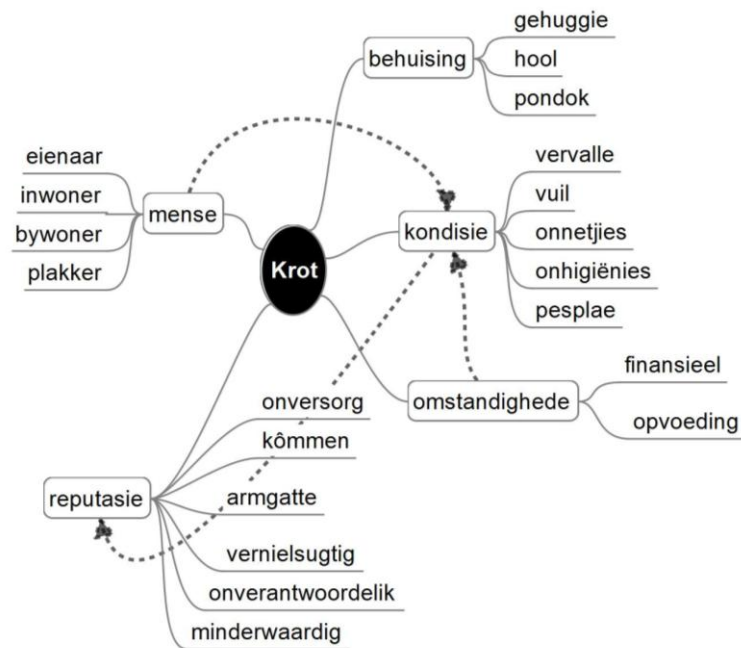 gehuggie
behuising
hool
pondok
eienaar
inwoner
mense
bywoner
plakker
vervalle
vuil
kondisie
onnetjies
onhigiënies
pesplae
Krot
finansieel
omstandighede
opvoeding
onversorg
kômmen
reputasie
armgatte
vernielsugtig
onverantwoordelik
minderwaardig